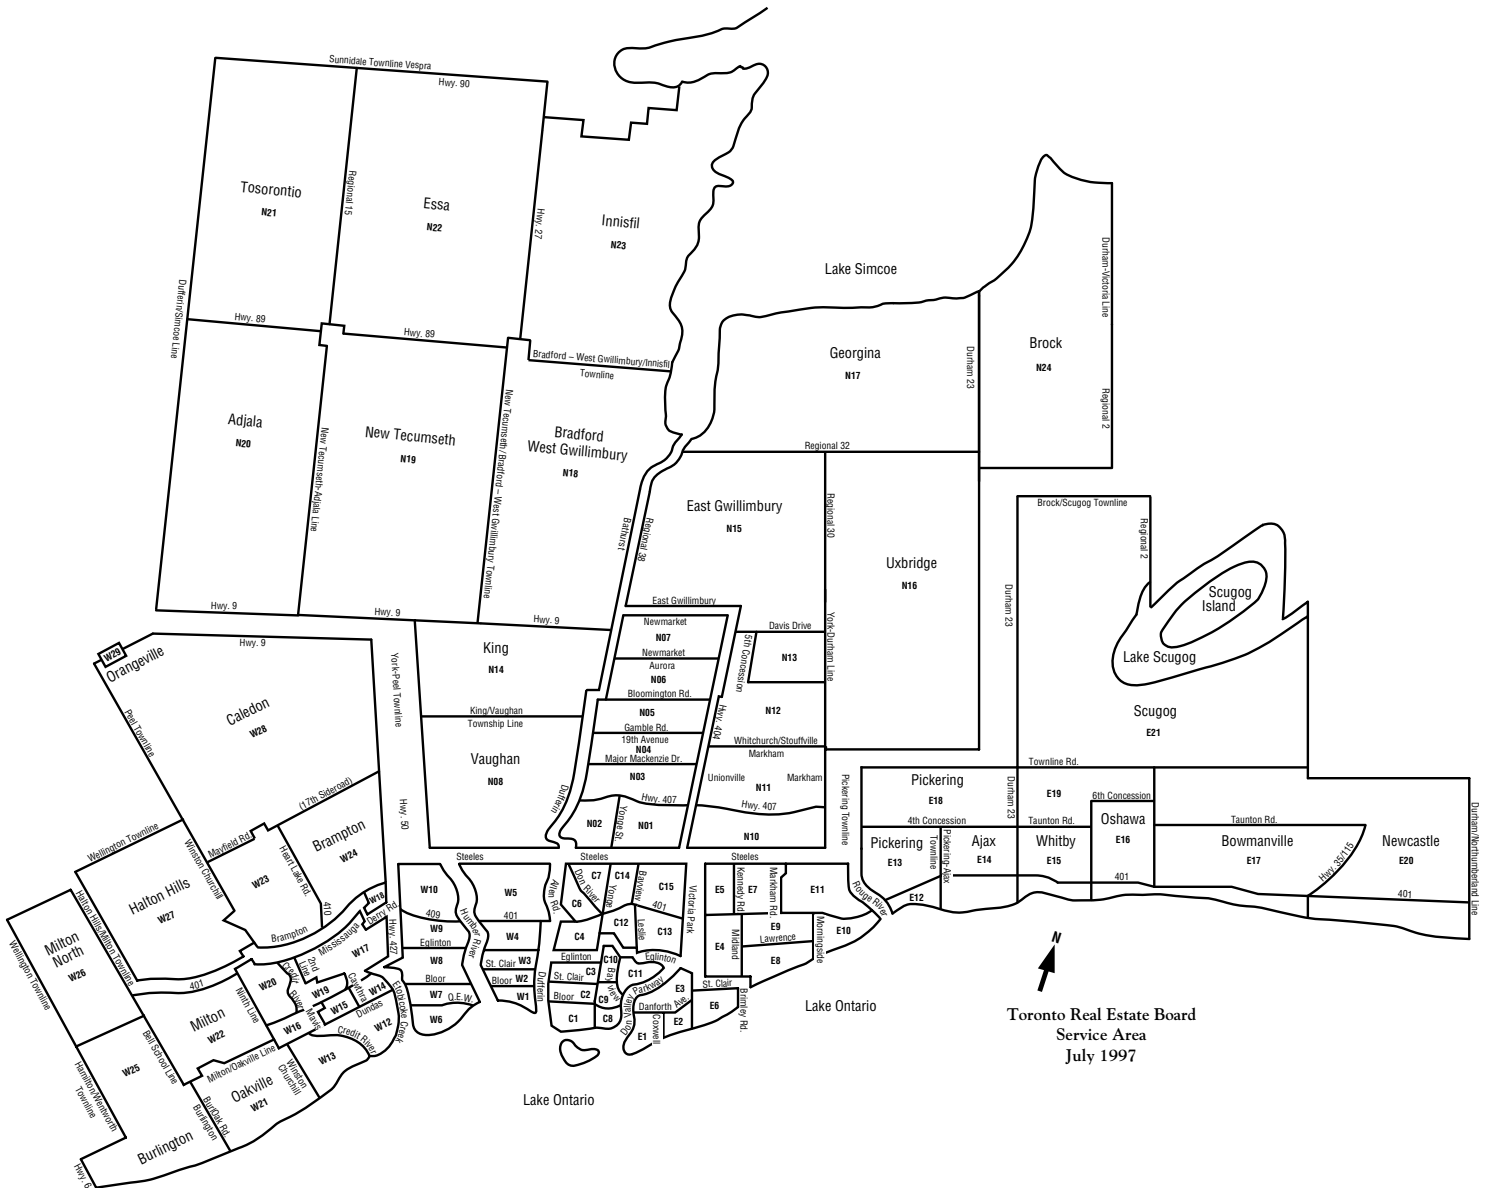 Sunnidale Townline Vespra
Hwy. 90
Tosorontio
N21
Regional 15
Essa
N22
Hwy. 27
Innisfil
N23
Dufferin/Simcoe Line
Hwy. 89
Hwy. 89
Bradford – West Gwillimbury/Innisfil
Townline
Adjala
N20
New Tecumseth-Adjala Line
New Tecumseth
N19
New Tecumseth / Bradford – West Gwillimbury Townline
Bradford
West Gwillimbury
N18
Hwy. 9
Hwy. 9
Hwy. 9
Bathurst
Regional 38
Lake Simcoe
Georgina
N17
Durham 23
Brock
N24
Durham-Victoria Line
Regional 2
Regional 32
East Gwillimbury
N15
Regional 30
York-Durham Line
Uxbridge
N16
Durham 23
Brock/Scugog Townline
Regional 2
Scugog
Island
Lake Scugog
Scugog
E21
East Gwillimbury
Newmarket
N07
Newmarket
Aurora
N06
Bloomington Rd.
N05
Gamble Rd.
19th Avenue
N04
Major Mackenzie Dr.
N03
Hwy. 407
N02
Yonge St.
N01
Davis Drive
5th Concession
N13
N12
Hwy. 404
Whitchurch/Stouffville
Markham
Unionville
Markham
N11
Hwy. 407
N10
Pickering Townline
King
N14
King/Vaughan
Township Line
Vaughan
N08
Dufferin
York-Peel Townline
Hwy. 50
W29
Orangeville
Hwy. 9
Caledon
W28
Peel Townline
(17th Sideroad)
Mayfield Rd.
Wellington Townline
Winston Churchill
Heart Lake Rd.
Brampton
W24
W23
410
Halton Hills
W27
Halton Hills/Milton Townline
Milton
North
W26
Wellington Townline
401
Brampton
Mississauga
W18
Derry Rd.
Hwy. 427
W17
2nd
Line
Credit
River
W20
Ninth Line
W19
Cawthra
W14
W15
Dundas
Mavis
W16
W12
Etobicoke Creek
Credit River
W13
Milton
W22
Bell School Line
Milton/Oakville Line
Winston
Churchill
Oakville
W21
Burl Oak Rd.
Burlington
W25
Hamilton/Wentworth
Townline
Burlington
Hwy. 6
Steeles
Steeles
Steeles
W10
409
W9
Eglinton
W8
Bloor
W7
Q.E.W.
W6
Humber River
W5
401
W4
St. Clair
W3
Bloor
W2
W1
Allen Rd.
Dufferin
C7
Don River
C6
C14
Yonge
Bayview
C15
401
C12
Leslie
C13
Victoria Park
C4
Eglinton
St. Clair
C3
C10
Bayview
C11
Eglinton
Bloor
C2
C9
C1
C8
Don Valley
Parkway
Danforth Ave.
E3
Coxwell
E1
E2
St. Clair
E6
Brimley Rd.
E5
Kennedy Rd.
E7
Markham Rd.
E11
E4
Midland
E9
Lawrence
E8
Morningside
E10
Rouge River
Townline Rd.
Pickering
E18
4th Concession
Durham 23
E19
Taunton Rd.
6th Concession
Oshawa
E16
Pickering
E13
Pickering-Ajax
Townline
Ajax
E14
Whitby
E15
E12
401
Taunton Rd.
Bowmanville
E17
Hwy. 35/115
401
Newcastle
E20
Durham/Northumberland Line
Lake Ontario
Lake Ontario
N
Toronto Real Estate Board
Service Area
July 1997